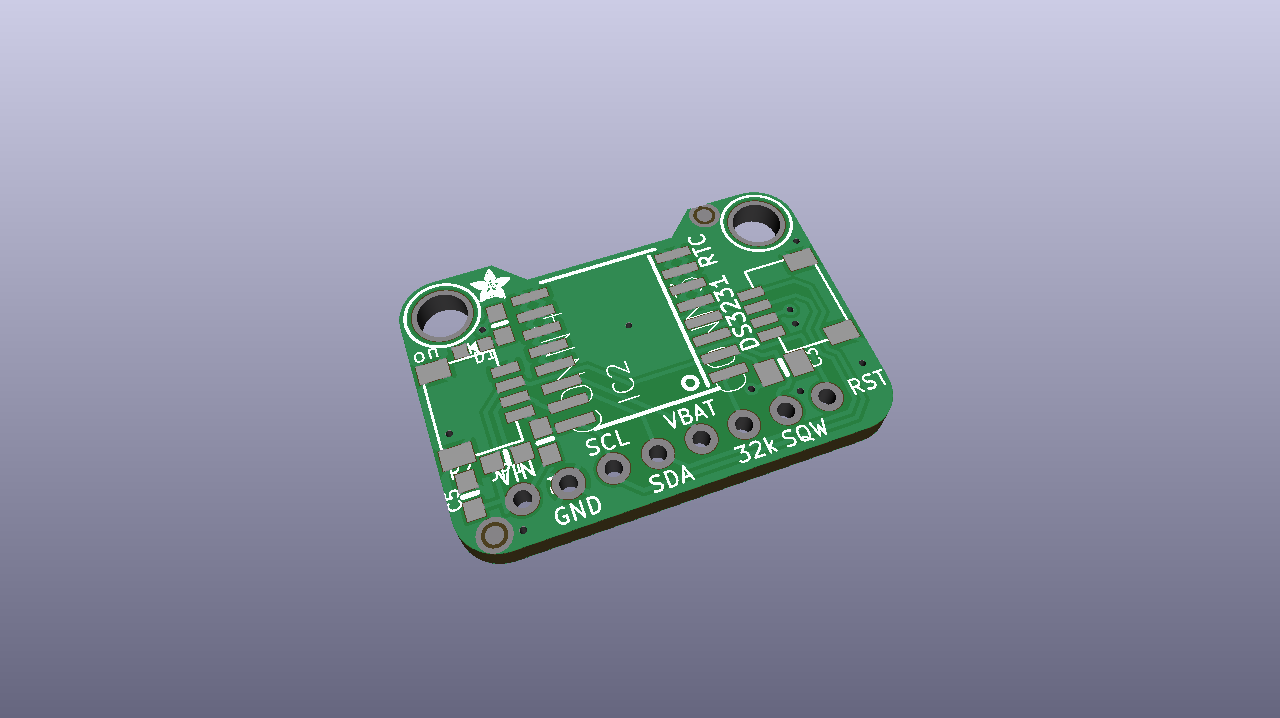 RTC
DS3231
IC2
C3
RST
SQW
32k
VBAT
SDA
SCL
GND
VIN
C5
on